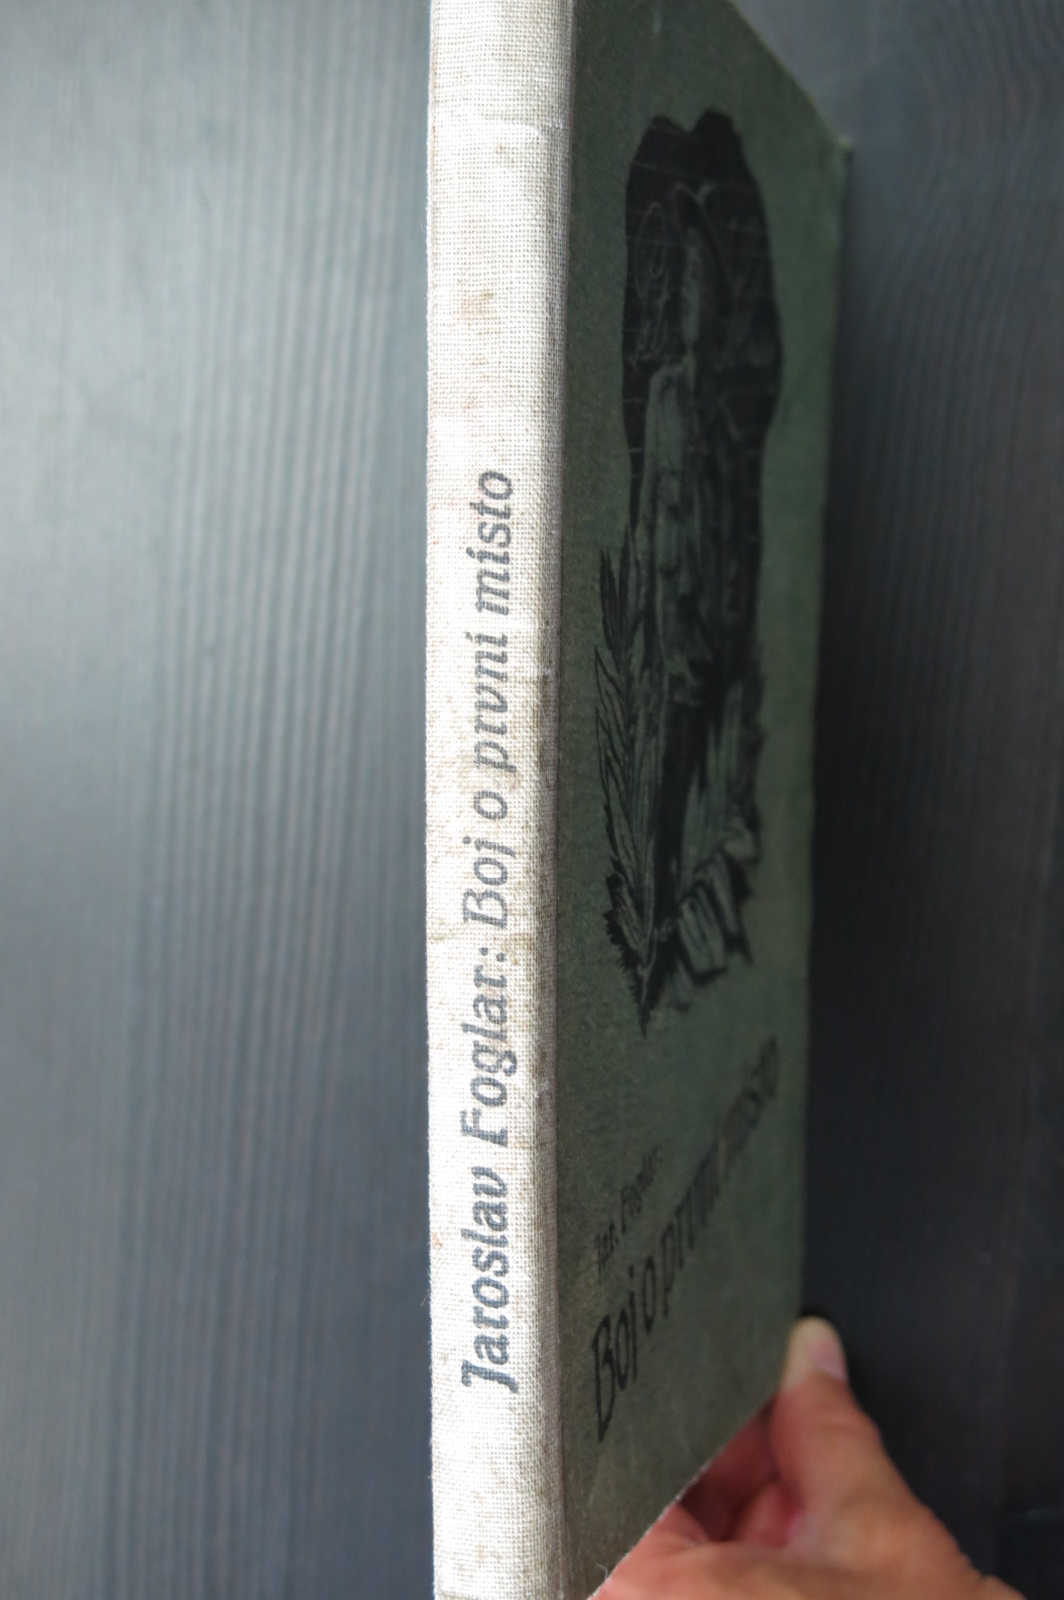 Jaroslav Foglar: Boj o první místo
Jar. Foglar
Boj o první místo